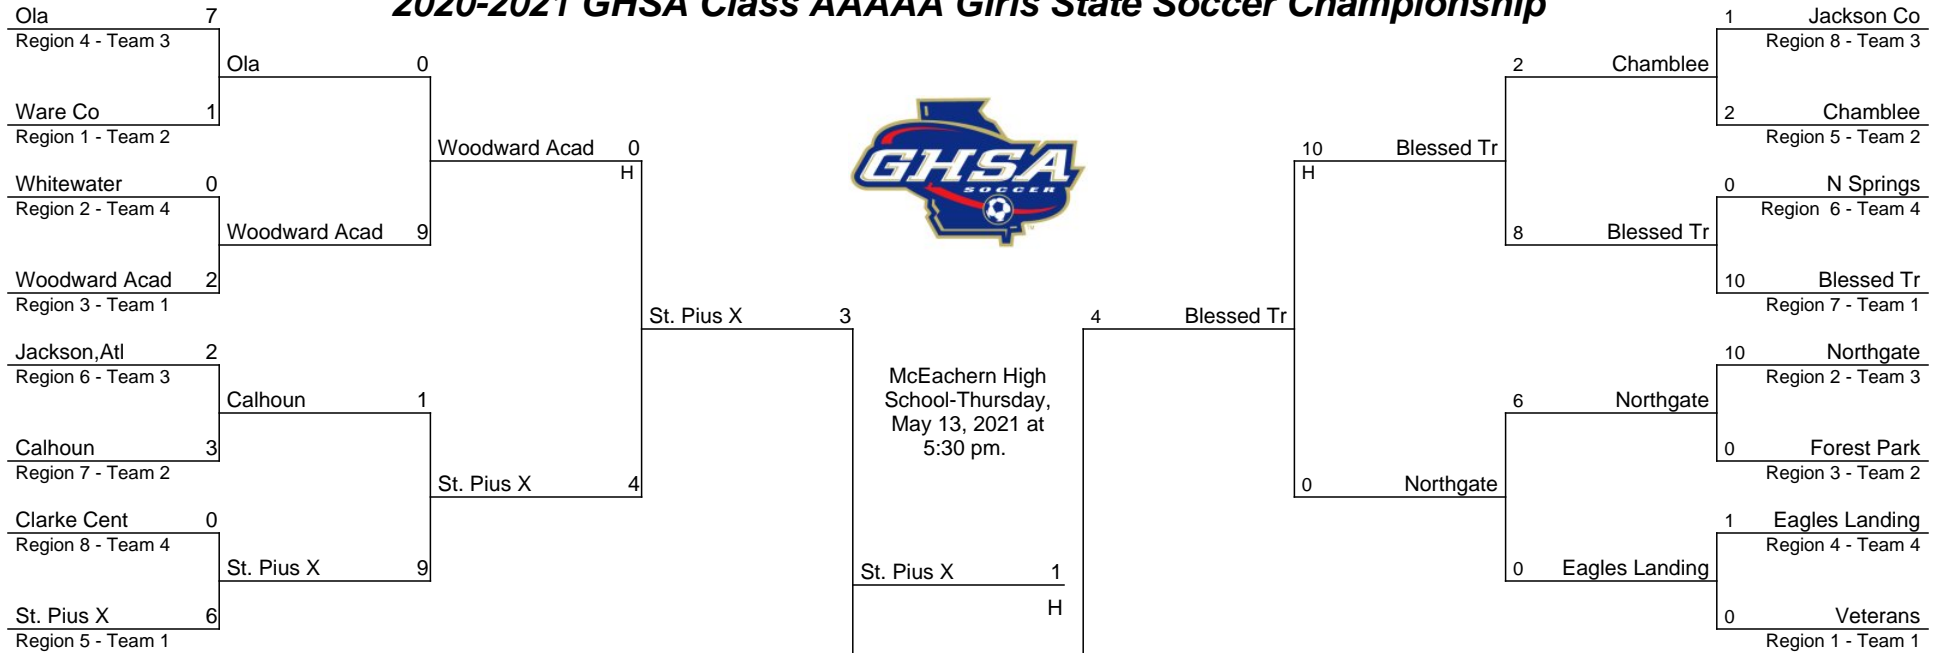 2020-2021 GHSA Class AAAAA Girls State Soccer Championship
Ola 7
Region 4 - Team 3
Ware Co 1
Region 1 - Team 2
Whitewater 0
Region 2 - Team 4
Woodward Acad 2
Region 3 - Team 1
Jackson,Atl 2
Region 6 - Team 3
Calhoun 3
Region 7 - Team 2
Clarke Cent 0
Region 8 - Team 4
St. Pius X 6
Region 5 - Team 1
Ola 0
Woodward Acad 9
Calhoun 1
St. Pius X 9
Woodward Acad 0
H
St. Pius X 4
St. Pius X 3
GHSA
SOCCER
McEachern High
School-Thursday,
May 13, 2021 at
5:30 pm.
St. Pius X 1
H
4 Blessed Tr
10 Blessed Tr
H
0 Northgate
2 Chamblee
8 Blessed Tr
6 Northgate
0 Eagles Landing
1 Jackson Co
Region 8 - Team 3
2 Chamblee
Region 5 - Team 2
0 N Springs
Region 6 - Team 4
10 Blessed Tr
Region 7 - Team 1
10 Northgate
Region 2 - Team 3
0 Forest Park
Region 3 - Team 2
1 Eagles Landing
Region 4 - Team 4
0 Veterans
Region 1 - Team 1